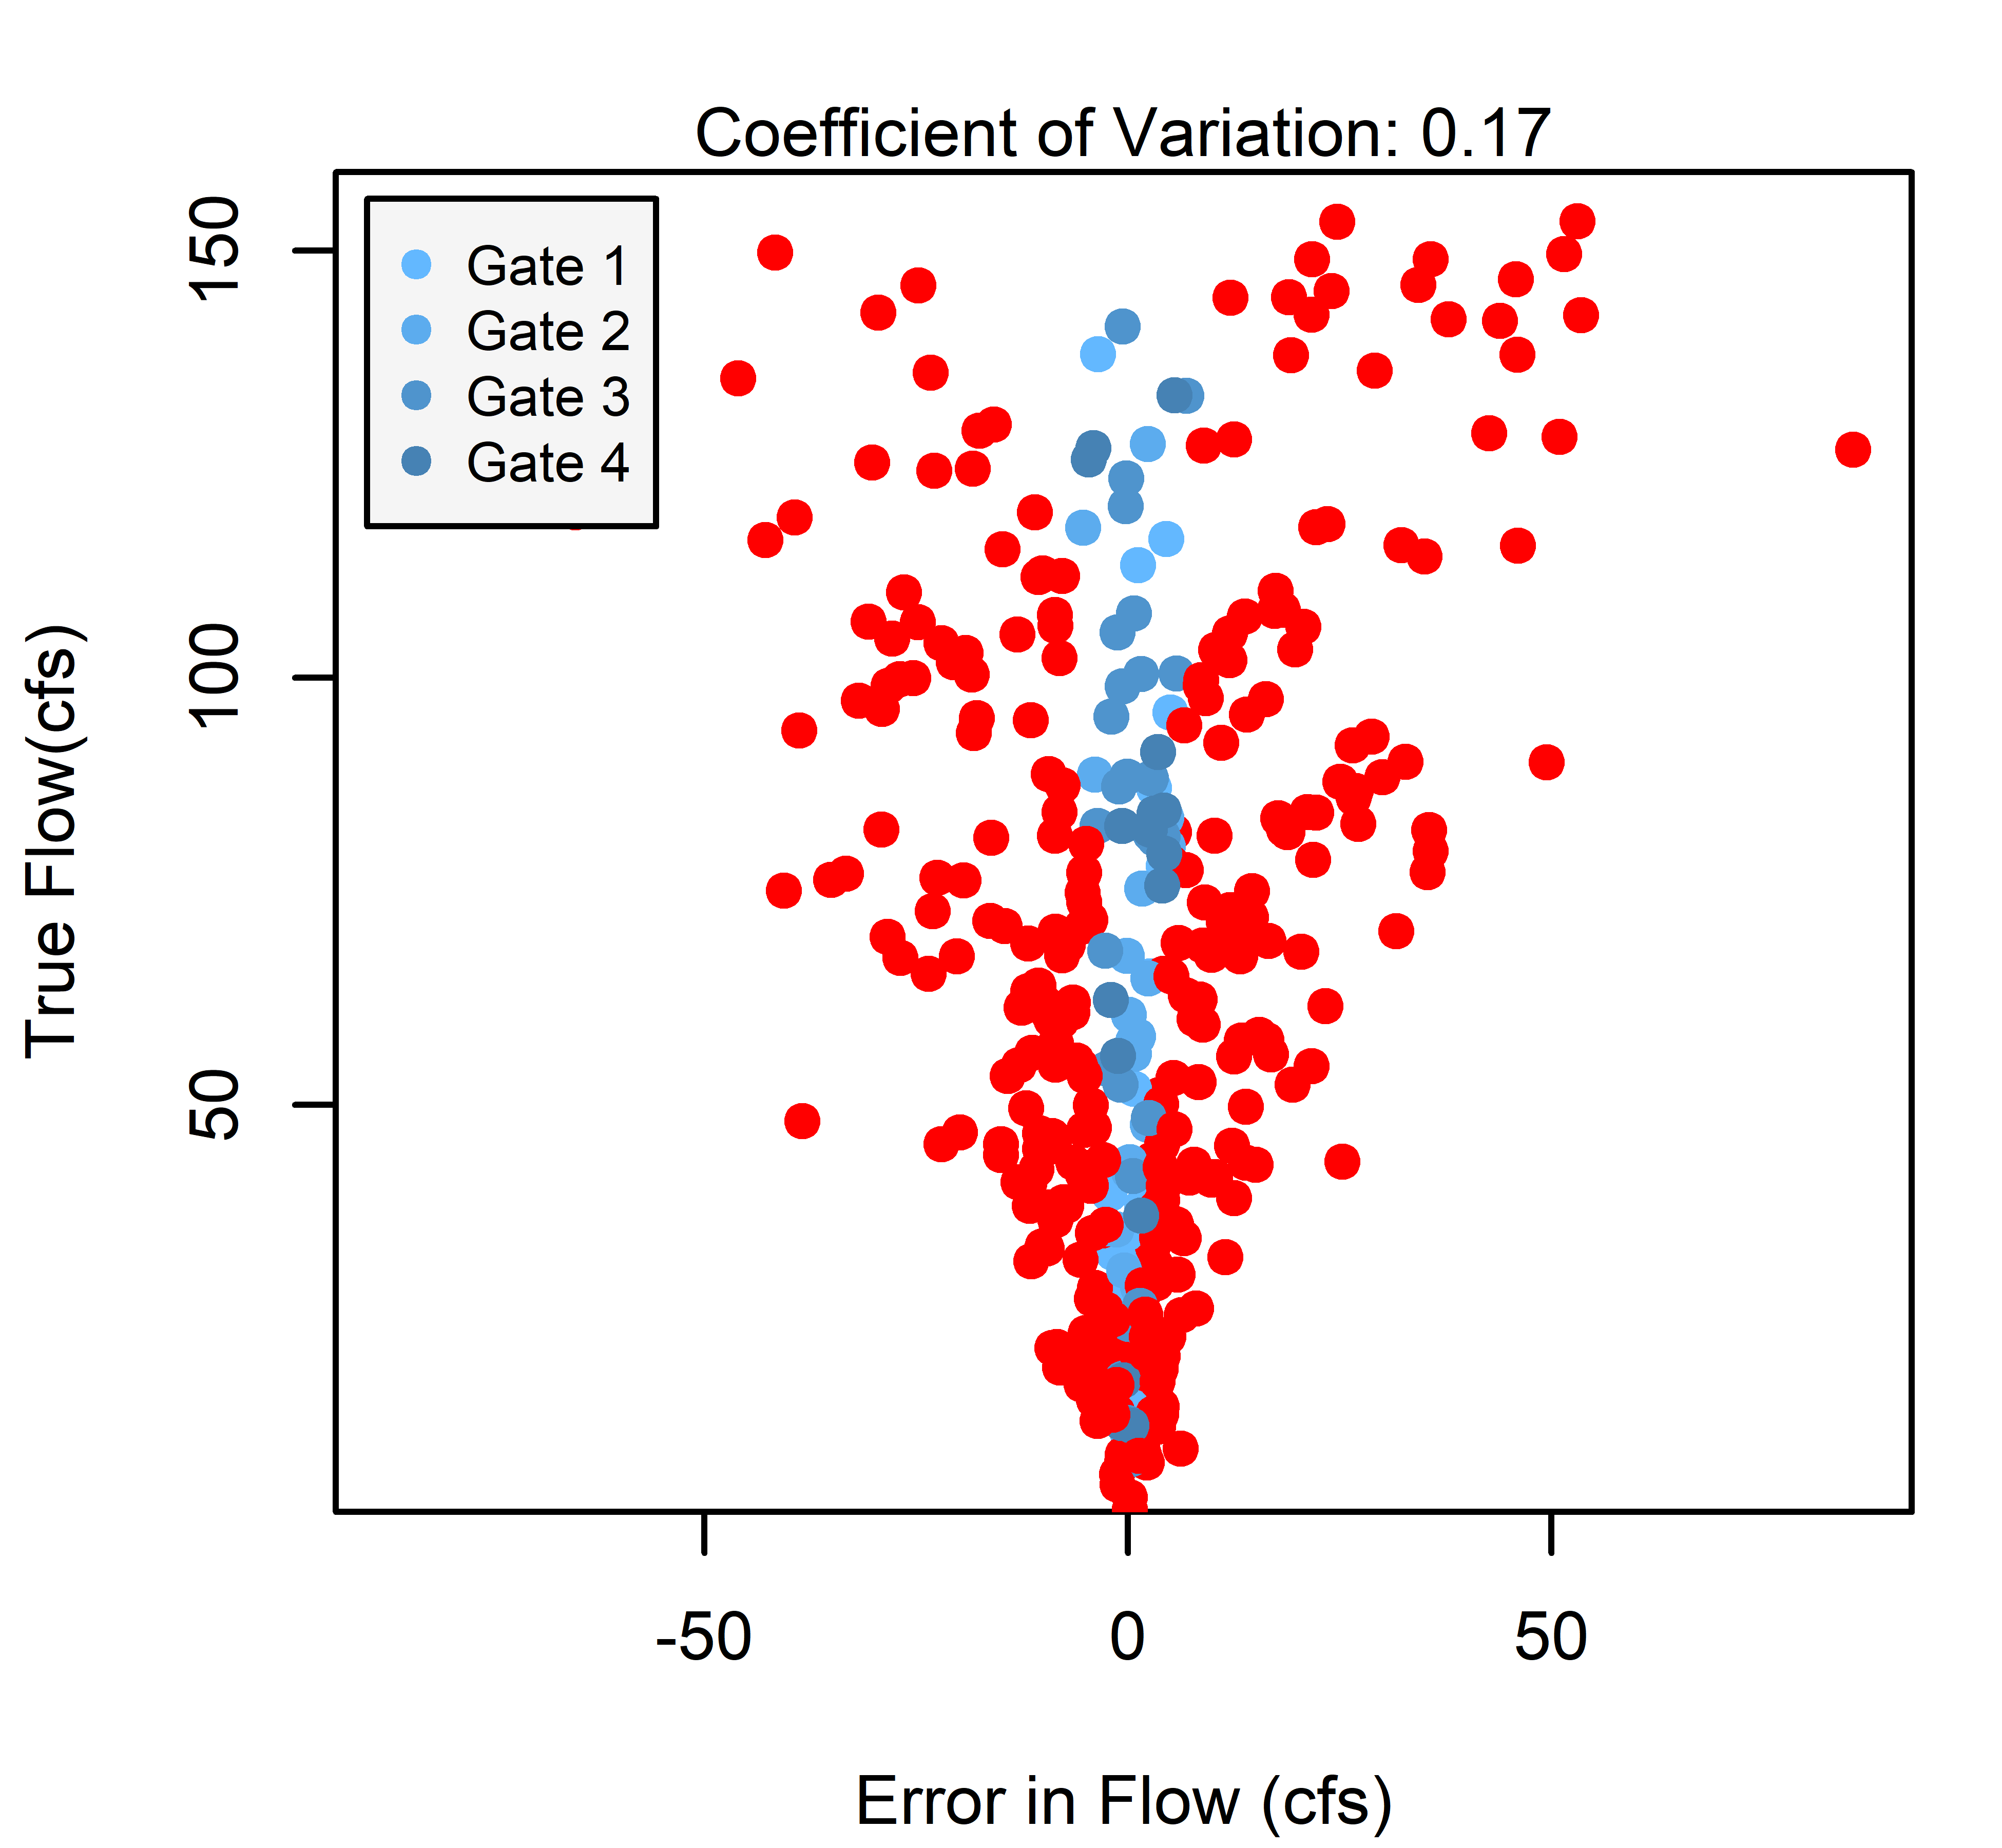 Coefficient of Variation: 0.17
Gate 1
Gate 2
Gate 3
Gate 4
150
100
50
True Flow(cfs)
-50 0 50
Error in Flow (cfs)